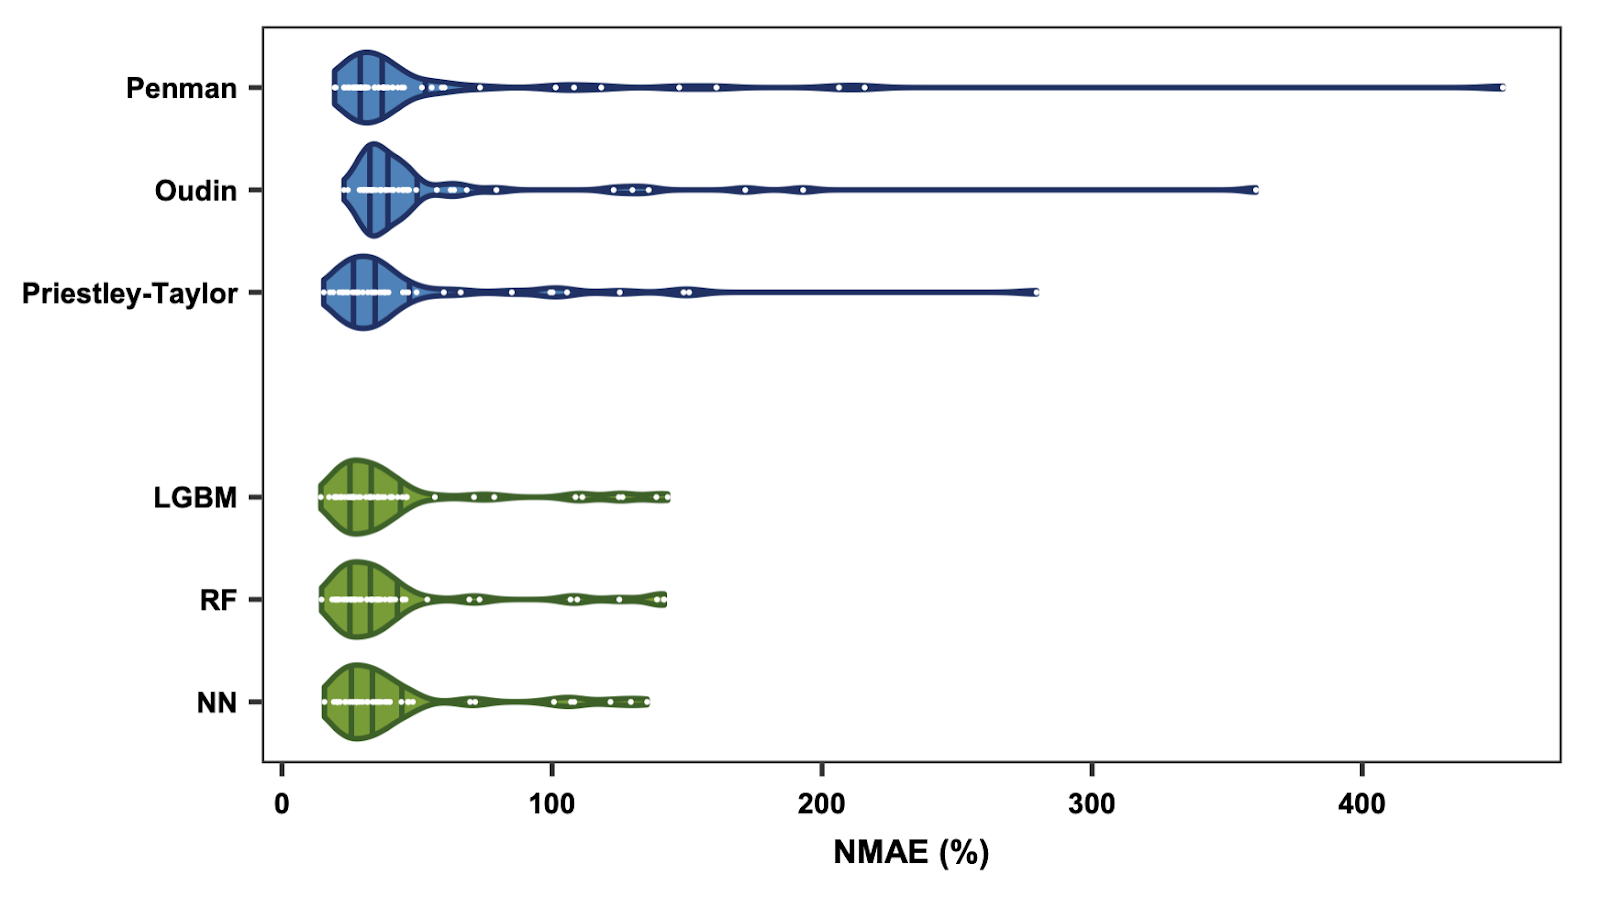 Penman
Oudin
Priestley-Taylor
LGBM
RF
NN
0 100 200 300 400
NMAE (%)